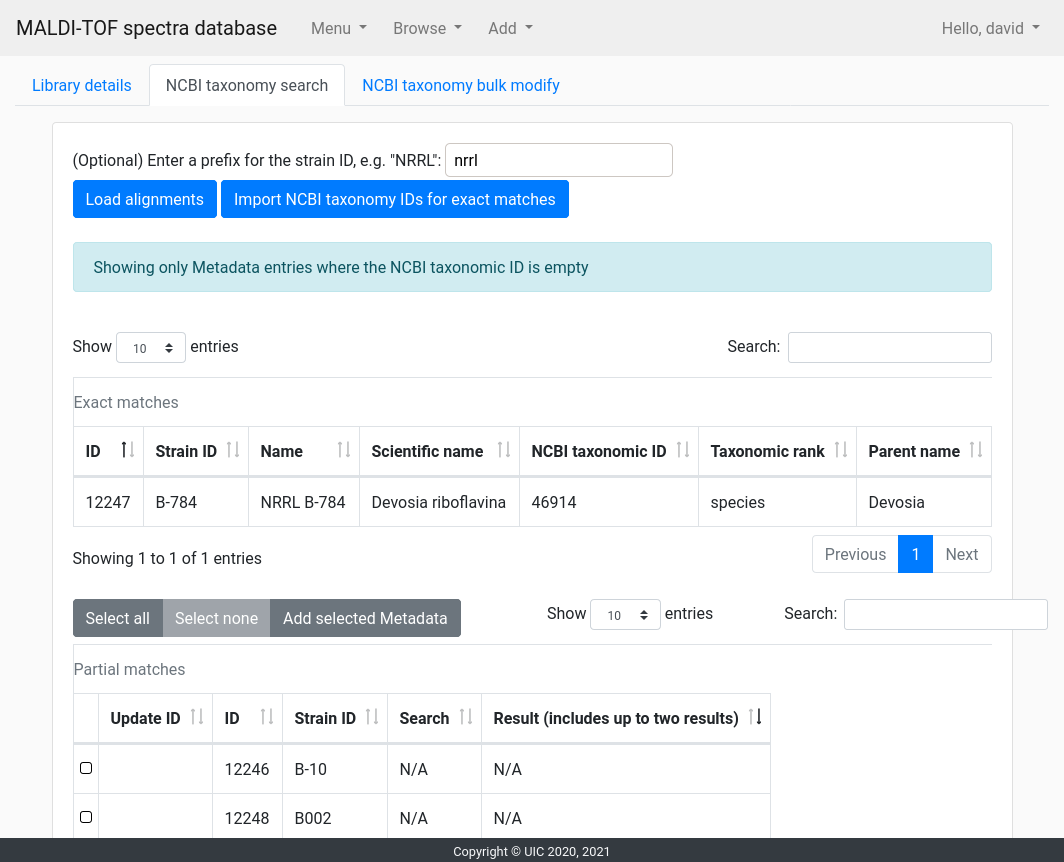 MALDI-TOF spectra database Menu Browse Add Hello, david
Library details NCBI taxonomy search NCBI taxonomy bulk modify
(Optional) Enter a prefix for the strain ID, e.g. "NRRL": nrrl
Load alignments Import NCBI taxonomy IDs for exact matches
Showing only Metadata entries where the NCBI taxonomic ID is empty
Show 10 entries Search:
Exact matches
ID Strain ID Name Scientific name NCBI taxonomic ID Taxonomic rank Parent name
12247 B-784 NRRL B-784 Devosia riboflavina 46914 species Devosia
Showing 1 to 1 of 1 entries Previous 1 Next
Select all Select none Add selected Metadata Show 10 entries Search:
Partial matches
Update ID ID Strain ID Search Result (includes up to two results)
12246 B-10 N/A N/A
12248 B002 N/A N/A
Copyright © UIC 2020, 2021